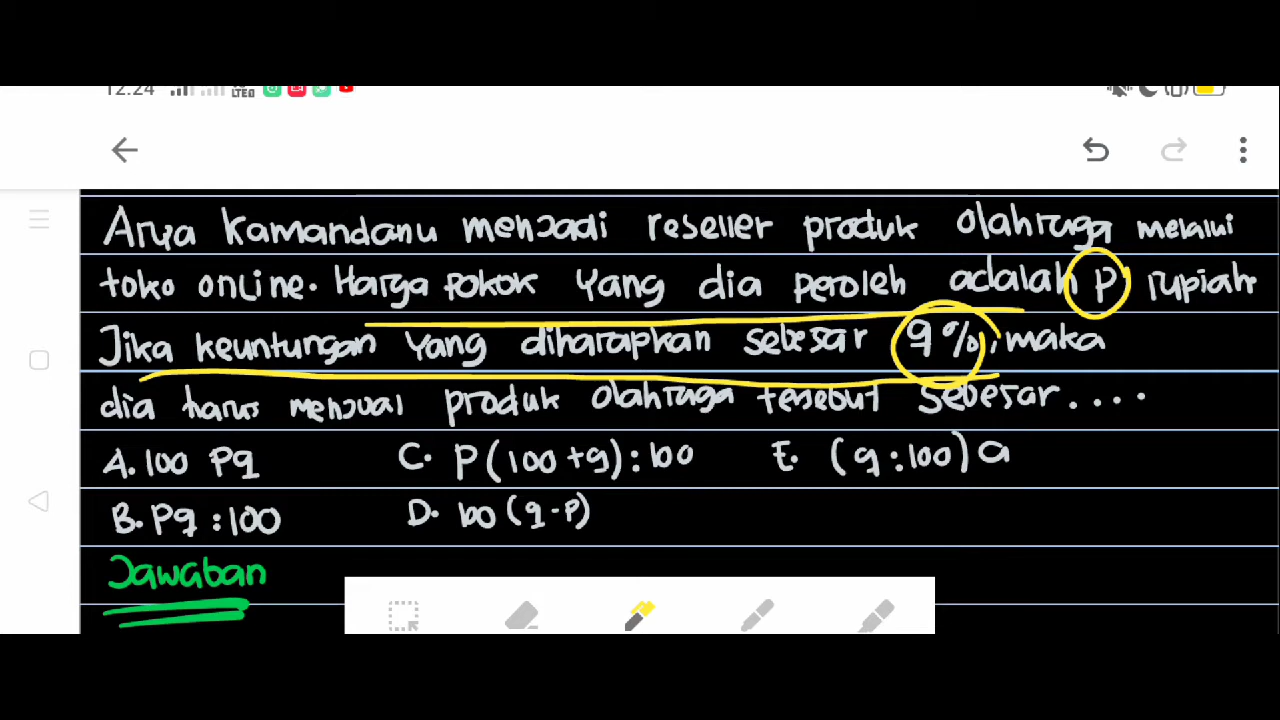 12.24
Arya Kamandanu menjadi reseller produk olahruga melalui
toko online. Harga pokok yang dia peroleh adalah p rupiah.
Jika keuntungan yang diharapkan sebesar q%, maka
dia harus menjual produk olahruga tersebut sebesar....
A. 100 Pq C. P(100+q):100 E. (q:100)a
B. Pq:100 D. 100(q-p)
Jawaban